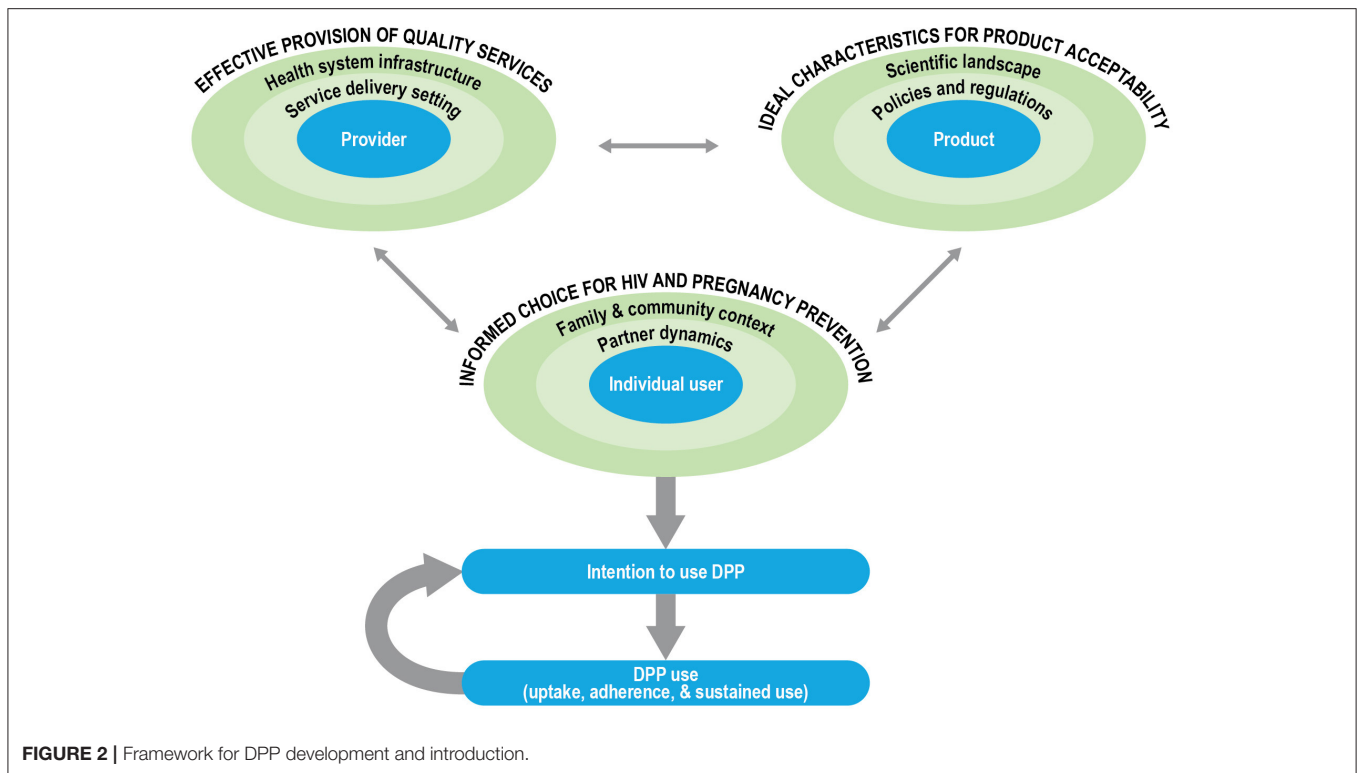 EFFECTIVE PROVISION OF QUALITY SERVICES
Health system infrastructure
Service delivery setting
Provider
IDEAL CHARACTERISTICS FOR PRODUCT ACCEPTABILITY
Scientific landscape
Policies and regulations
Product
INFORMED CHOICE FOR HIV AND PREGNANCY PREVENTION
Family & community context
Partner dynamics
Individual user
Intention to use DPP
DPP use
(uptake, adherence, & sustained use)
FIGURE 2 | Framework for DPP development and introduction.